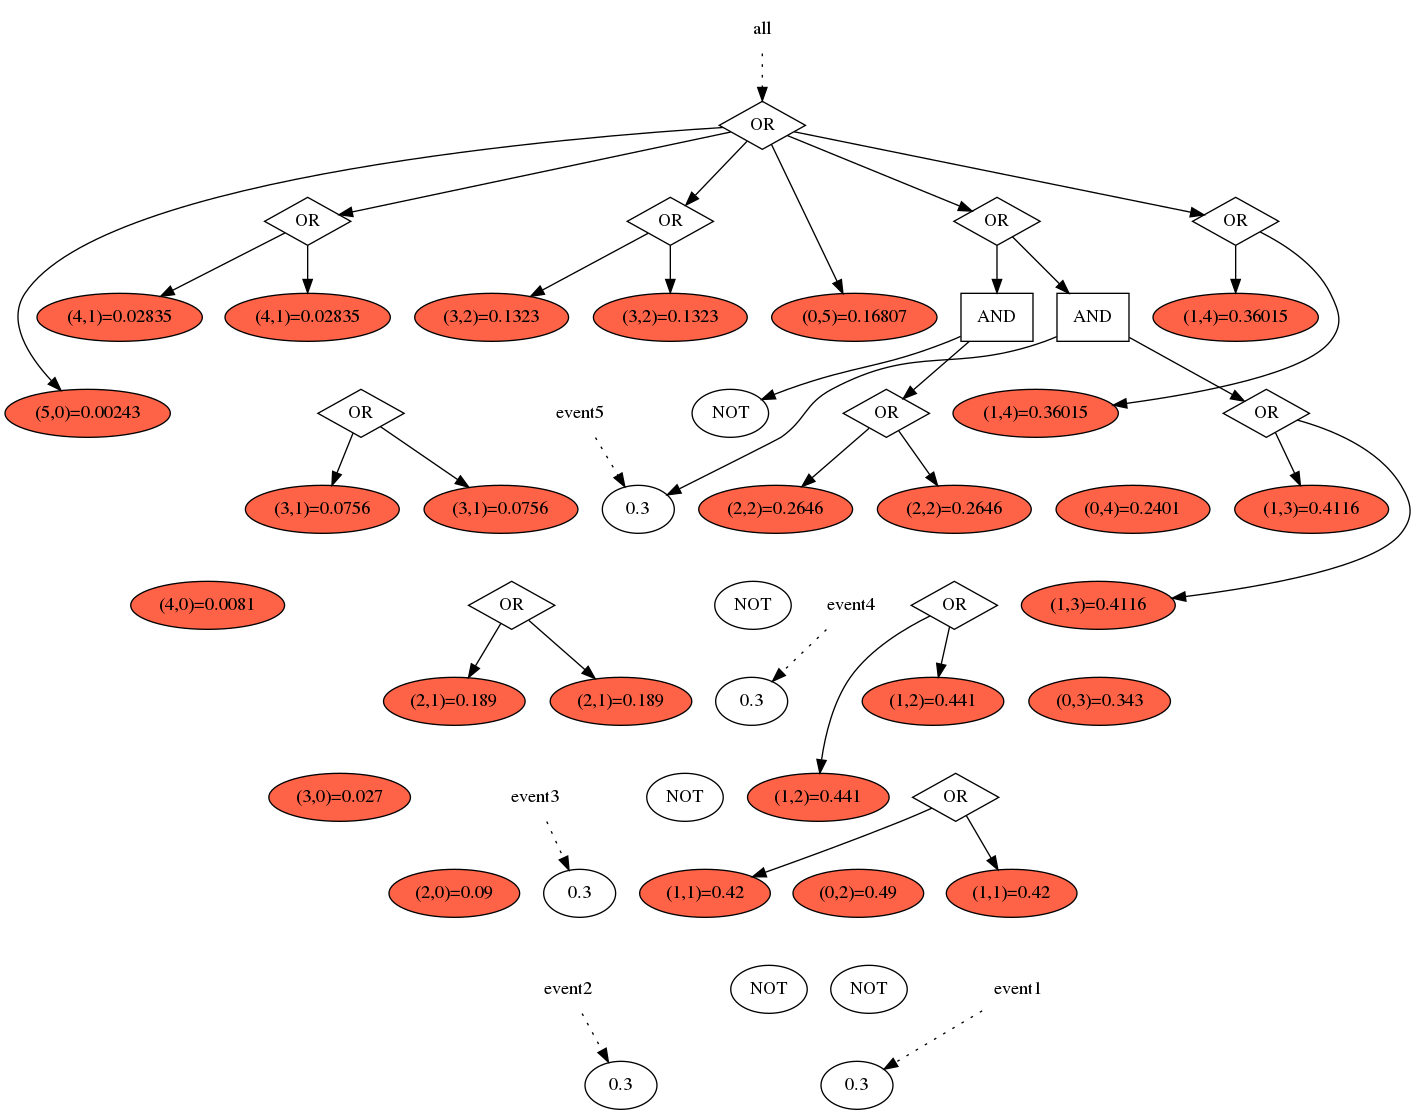 all
OR
OR
OR
OR
OR
(4,1)=0.02835
(4,1)=0.02835
(3,2)=0.1323
(3,2)=0.1323
(0,5)=0.16807
AND
AND
(1,4)=0.36015
(5,0)=0.00243
OR
event5
NOT
OR
(1,4)=0.36015
OR
(3,1)=0.0756
(3,1)=0.0756
0.3
(2,2)=0.2646
(2,2)=0.2646
(0,4)=0.2401
(1,3)=0.4116
(4,0)=0.0081
OR
NOT
event4
OR
(1,3)=0.4116
(2,1)=0.189
(2,1)=0.189
0.3
(1,2)=0.441
(0,3)=0.343
(3,0)=0.027
event3
NOT
(1,2)=0.441
OR
(2,0)=0.09
0.3
(1,1)=0.42
(0,2)=0.49
(1,1)=0.42
event2
NOT
NOT
event1
0.3
0.3